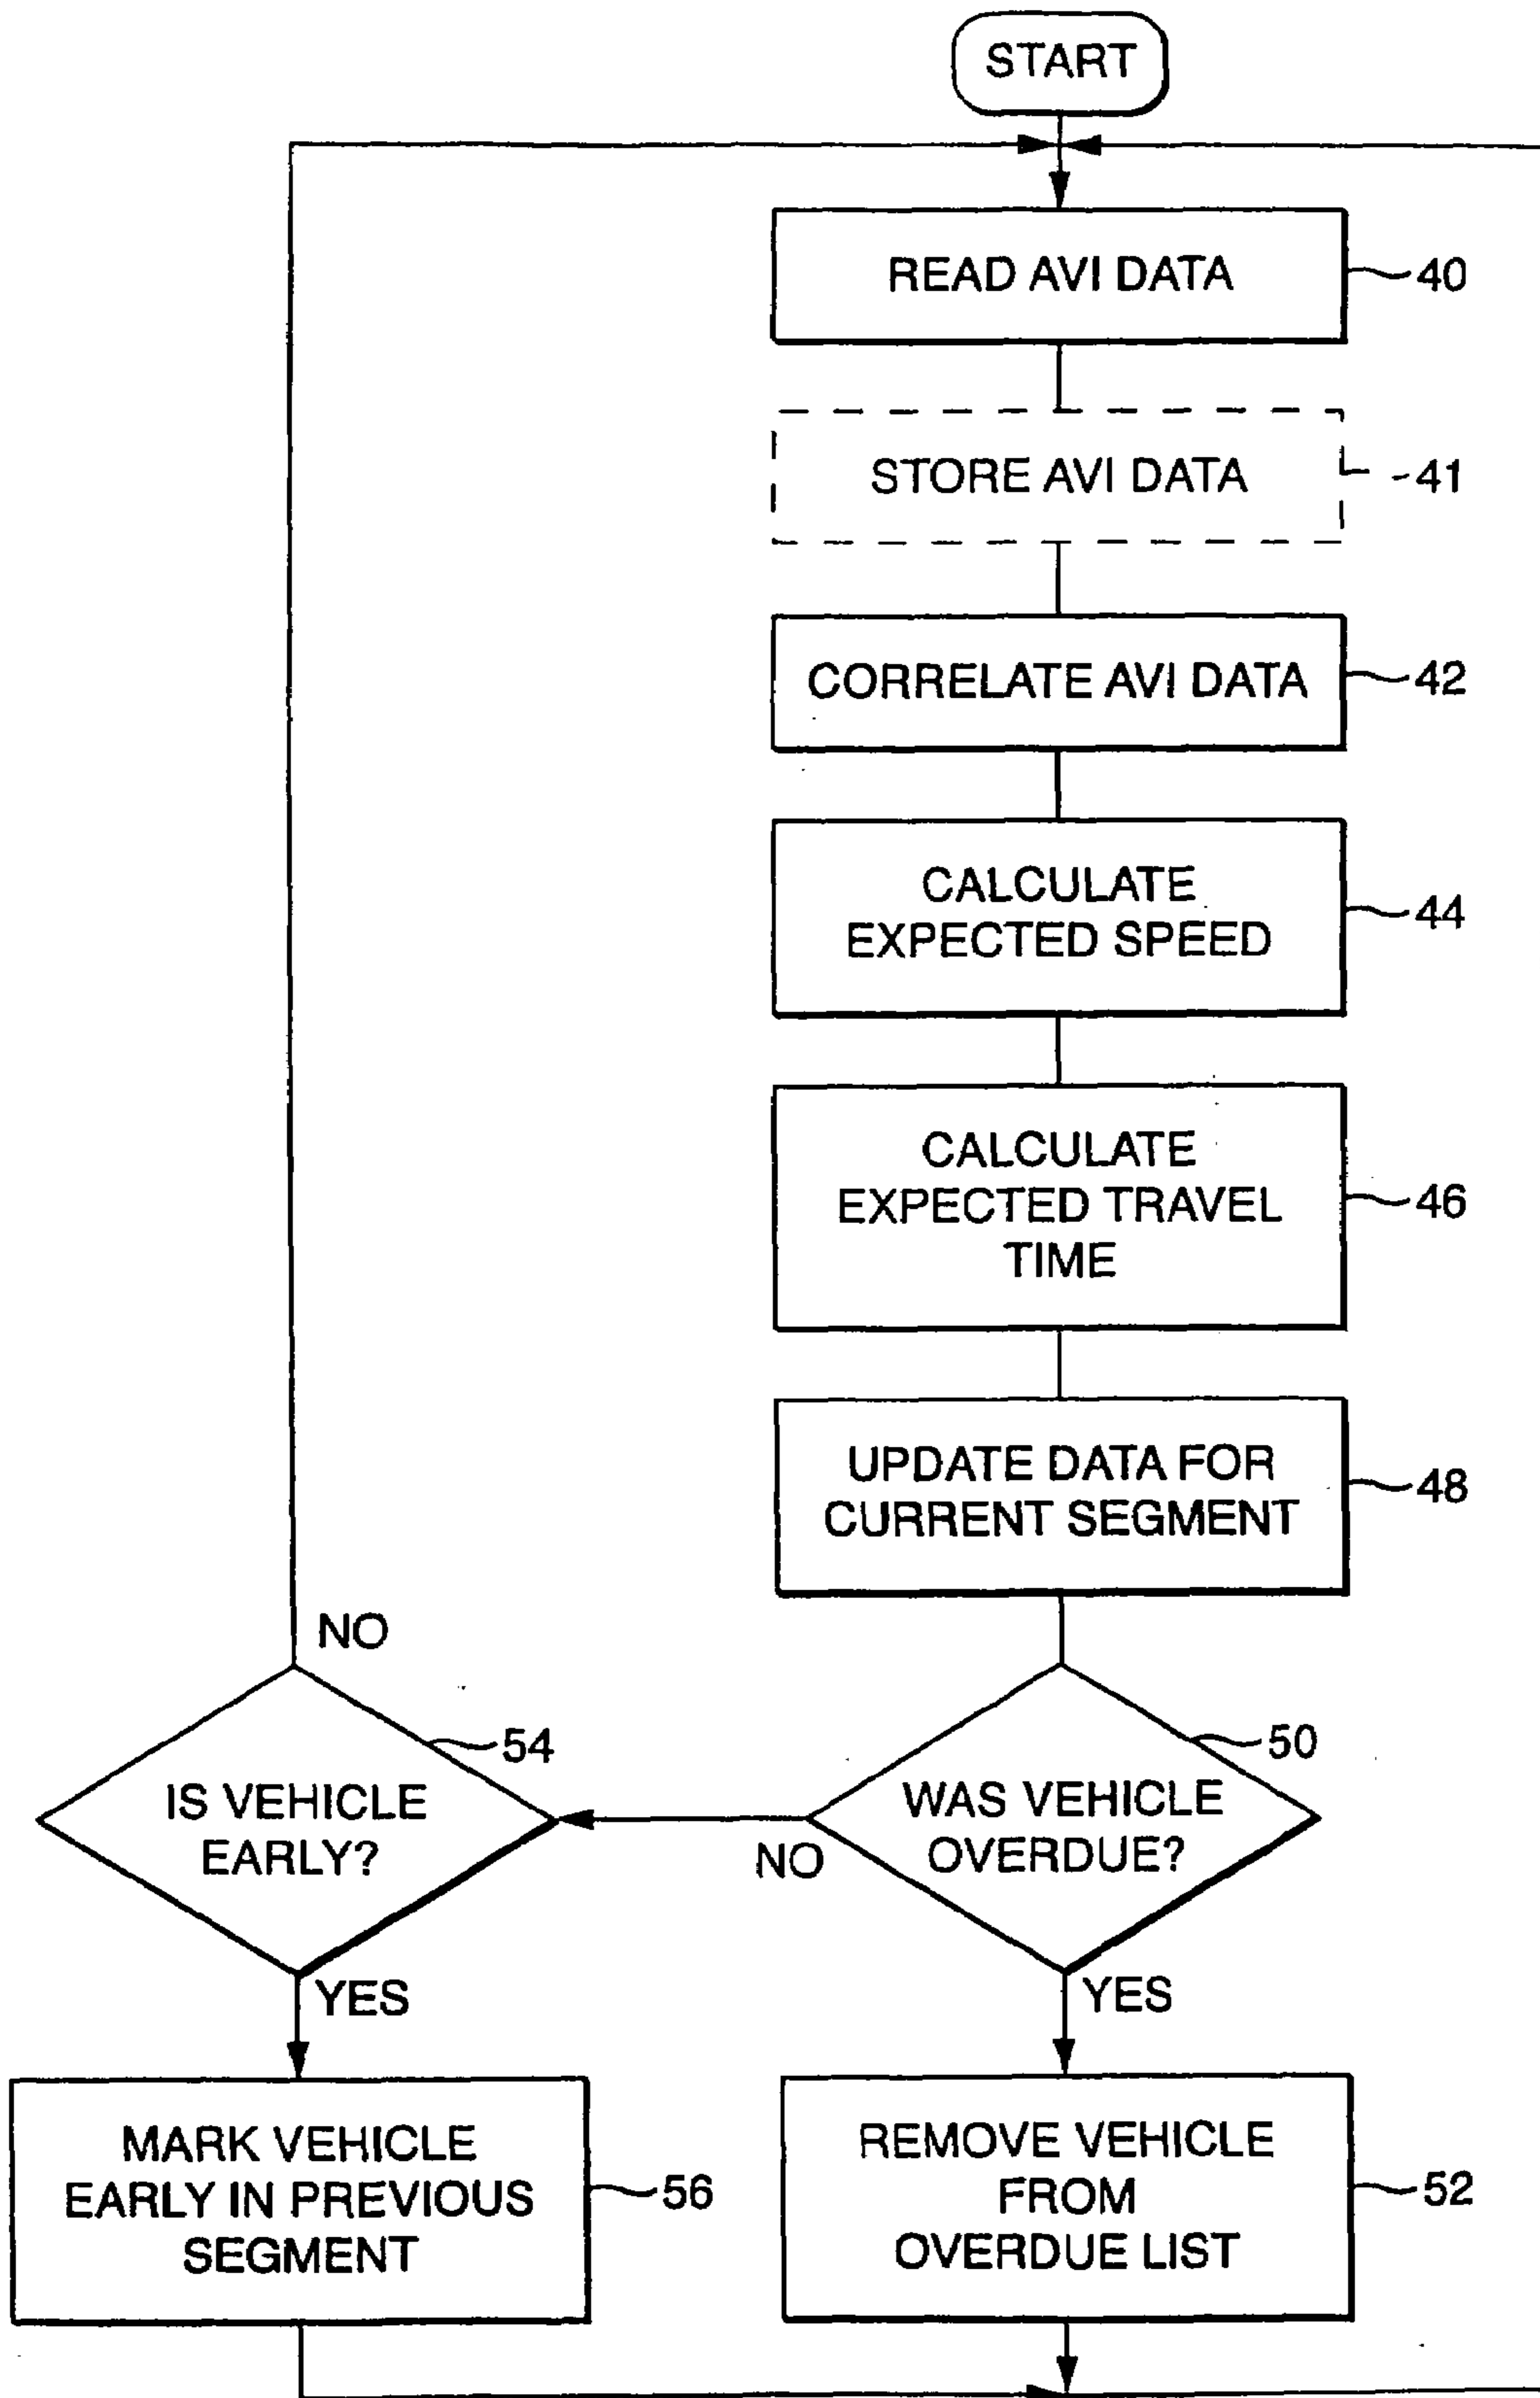 START
READ AVI DATA
40
STORE AVI DATA
41
CORRELATE AVI DATA
42
CALCULATE
EXPECTED SPEED
44
CALCULATE
EXPECTED TRAVEL
TIME
46
UPDATE DATA FOR
CURRENT SEGMENT
48
NO
54
IS VEHICLE
EARLY?
50
WAS VEHICLE
OVERDUE?
NO
YES
YES
MARK VEHICLE
EARLY IN PREVIOUS
SEGMENT
56
REMOVE VEHICLE
FROM
OVERDUE LIST
52